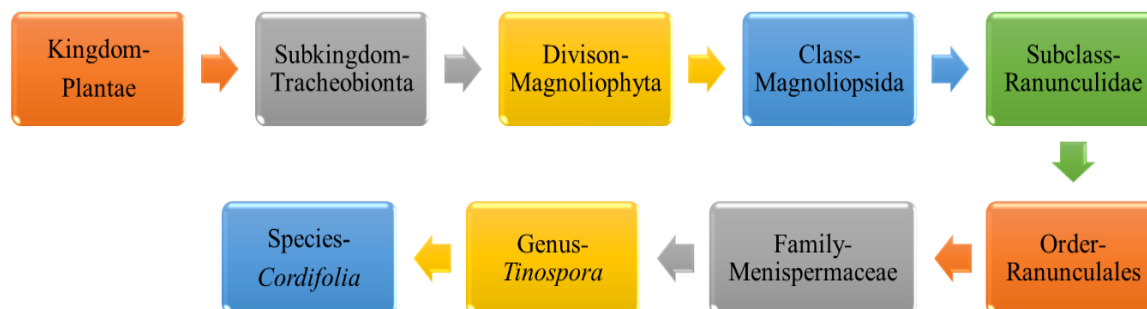 Kingdom-
Plantae
Subkingdom-
Tracheobionta
Divison-
Magnoliophyta
Class-
Magnoliopsida
Subclass-
Ranunculidae
Order-
Ranunculales
Family-
Menispermaceae
Genus-
Tinospora
Species-
Cordifolia